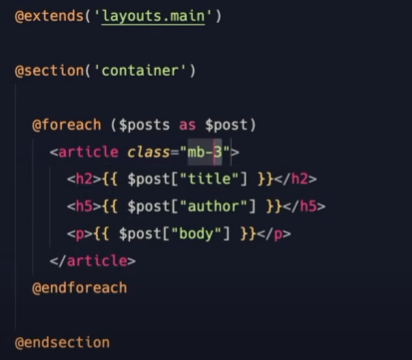 @extends('layouts.main')
@section('container')
@foreach ($posts as $post)
<article class="mb-3">
<h2>{{ $post["title"] }}</h2>
<h5>{{ $post["author"] }}</h5>
<p>{{ $post["body"] }}</p>
</article>
@endforeach
@endsection